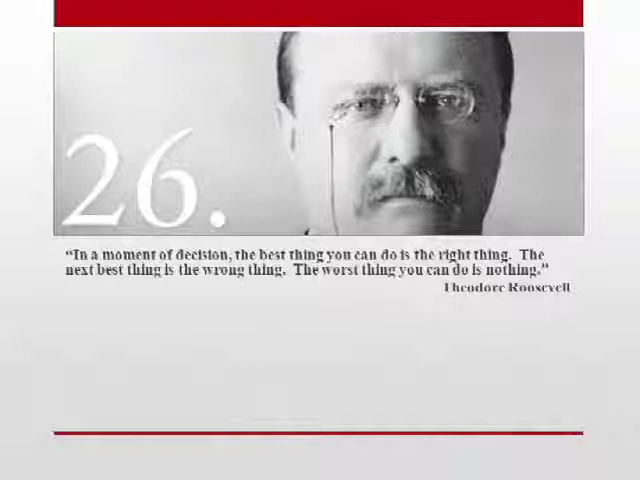 26.
“In a moment of decision, the best thing you can do is the right thing. The
next best thing is the wrong thing. The worst thing you can do is nothing.”
Theodore Roosevell